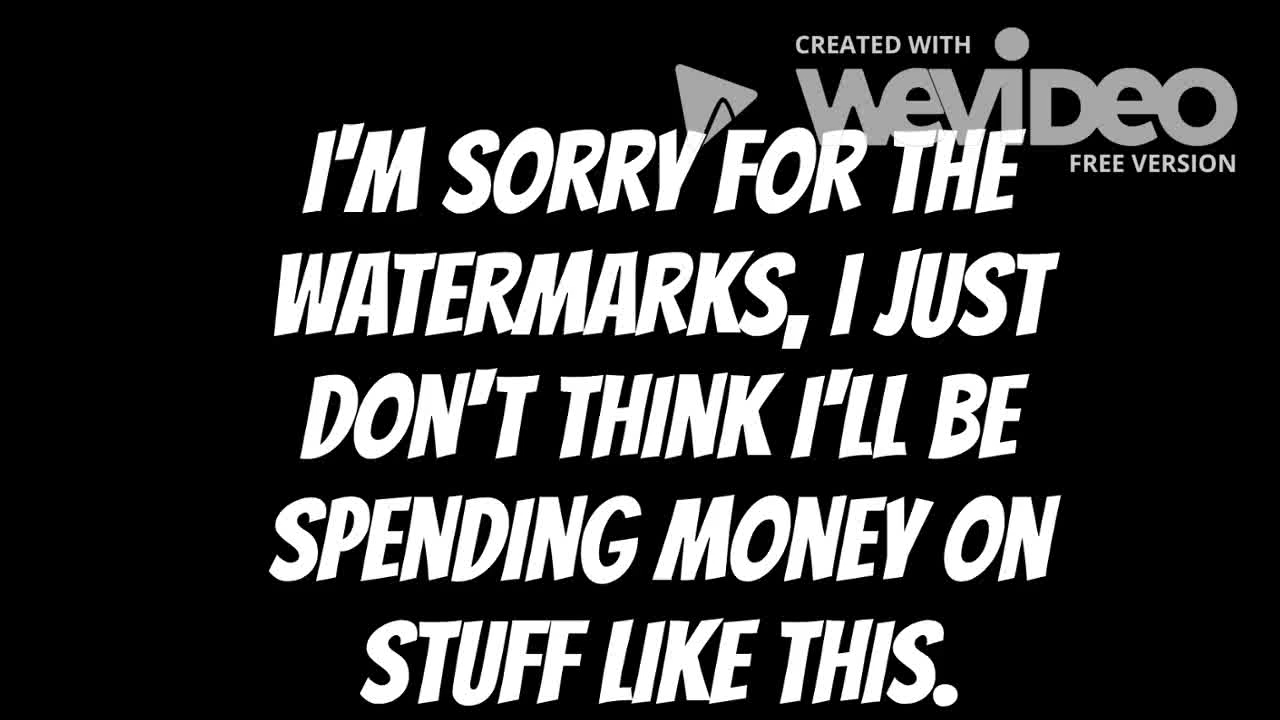 CREATED WITH
WeViDEO
FREE VERSION
I'M SORRY FOR THE
WATERMARKS, I JUST
DON'T THINK I'LL BE
SPENDING MONEY ON
STUFF LIKE THIS.